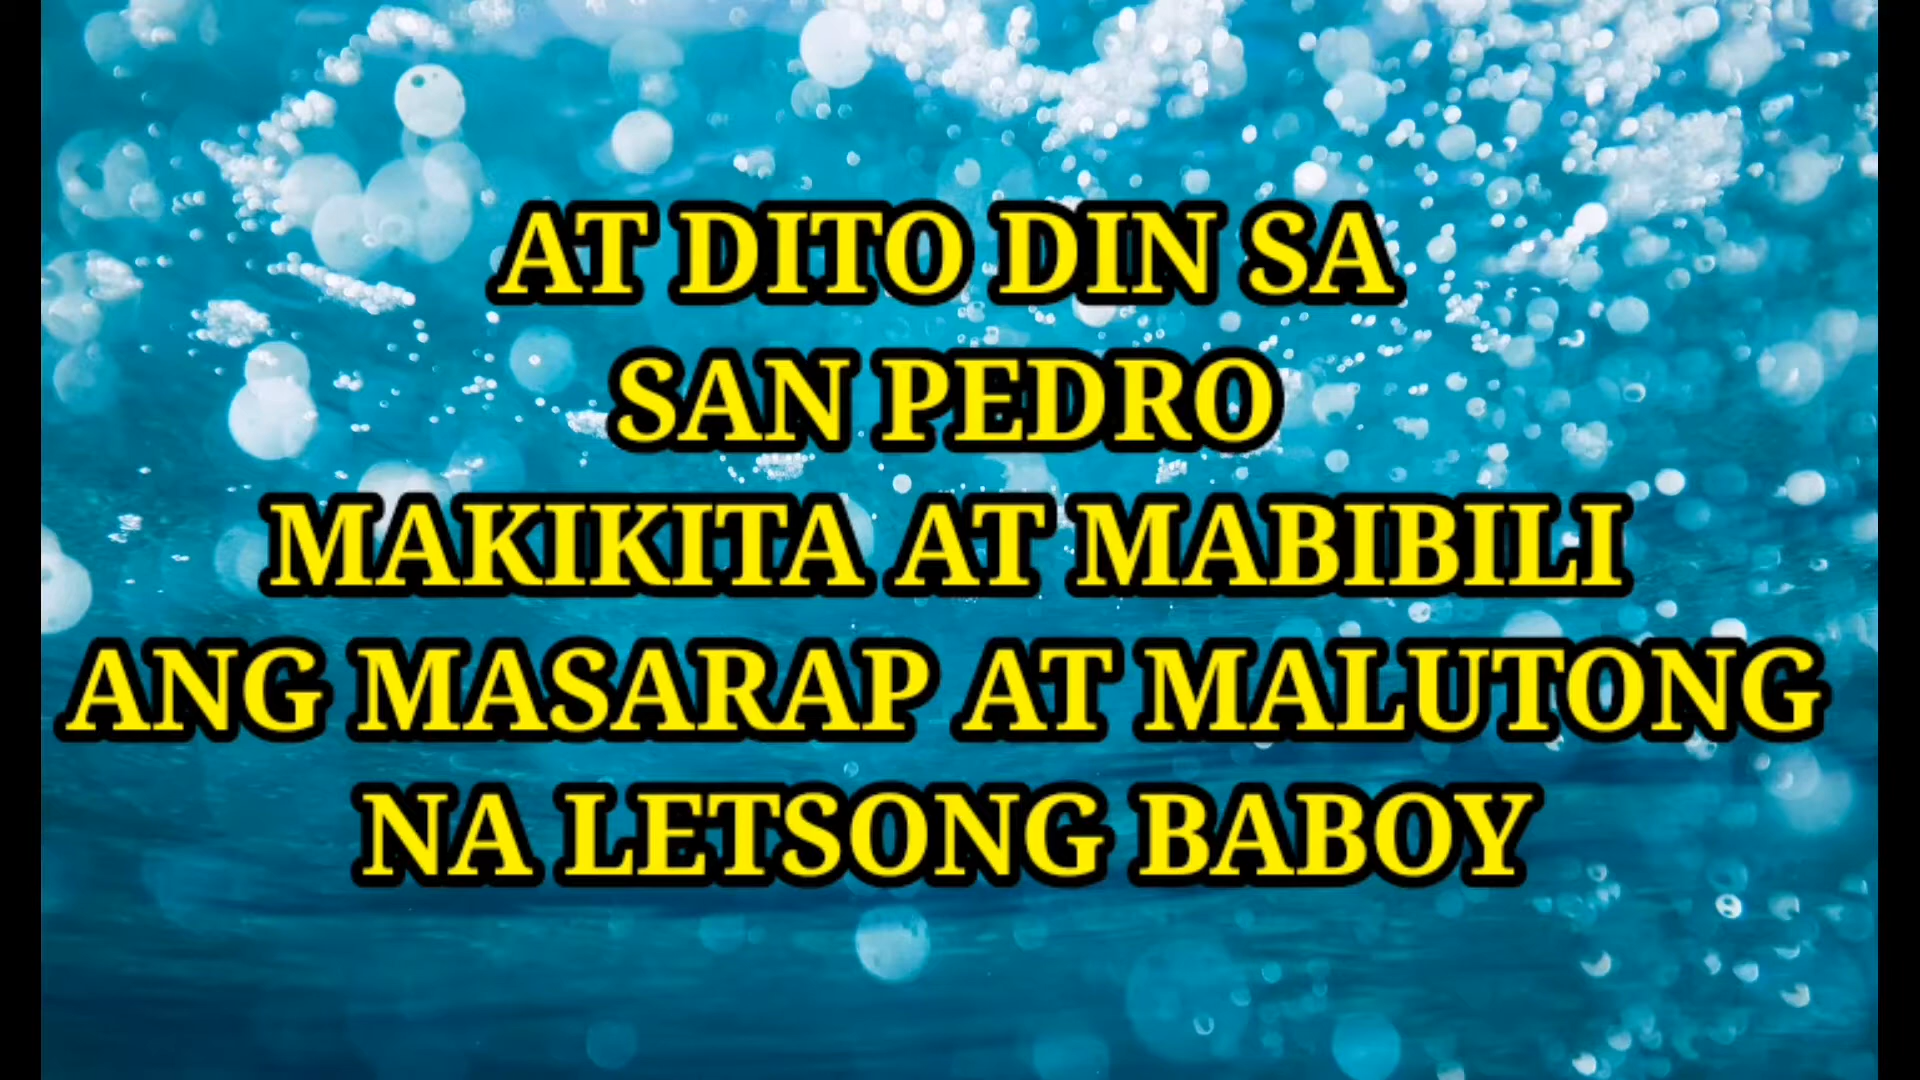 AT DITO DIN SA
SAN PEDRO
MAKIKITA AT MABIBILI
ANG MASARAP AT MALUTONG
NA LETSONG BABOY